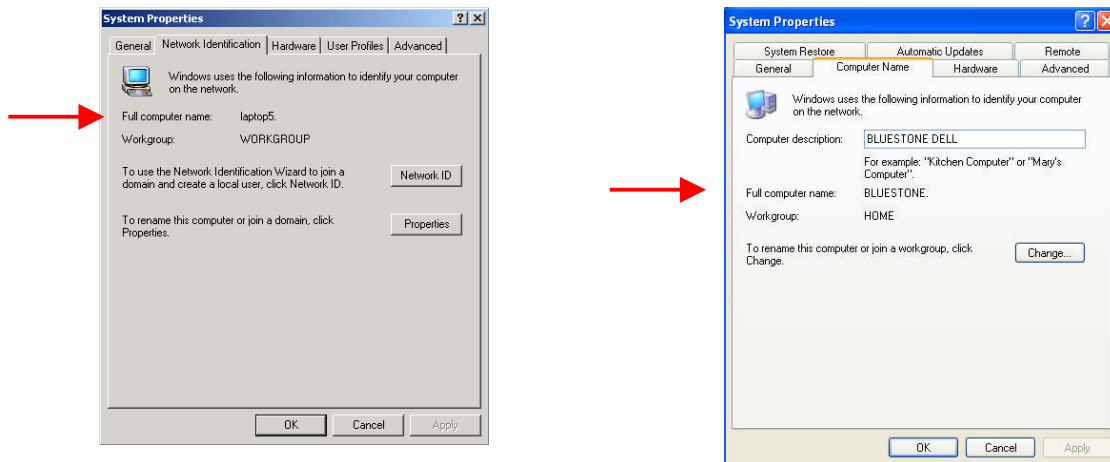 System Properties
General Network Identification Hardware User Profiles Advanced
Windows uses the following information to identify your computer
on the network.
Full computer name: laptop5.
Workgroup: WORKGROUP
To use the Network Identification Wizard to join a
domain and create a local user, click Network ID.
Network ID
To rename this computer or join a domain, click
Properties.
Properties
OK Cancel Apply
System Properties
System Restore Automatic Updates Remote
General Computer Name Hardware Advanced
Windows uses the following information to identify your computer
on the network.
Computer description: BLUESTONE DELL
For example: "Kitchen Computer" or "Mary's
Computer".
Full computer name: BLUESTONE.
Workgroup: HOME
To rename this computer or join a workgroup, click
Change.
Change...
OK Cancel Apply